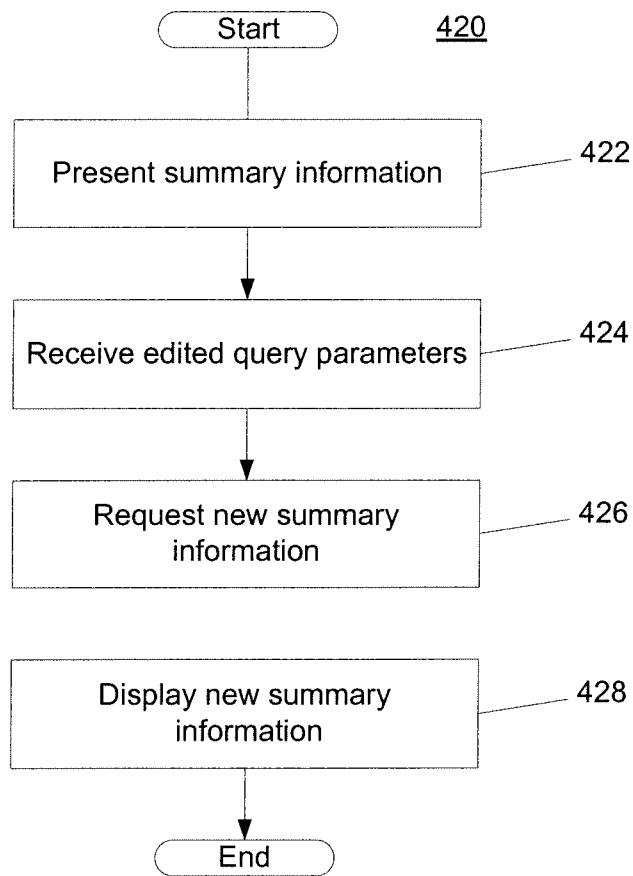 Start
420
Present summary information
422
Receive edited query parameters
424
Request new summary
information
426
Display new summary
information
428
End